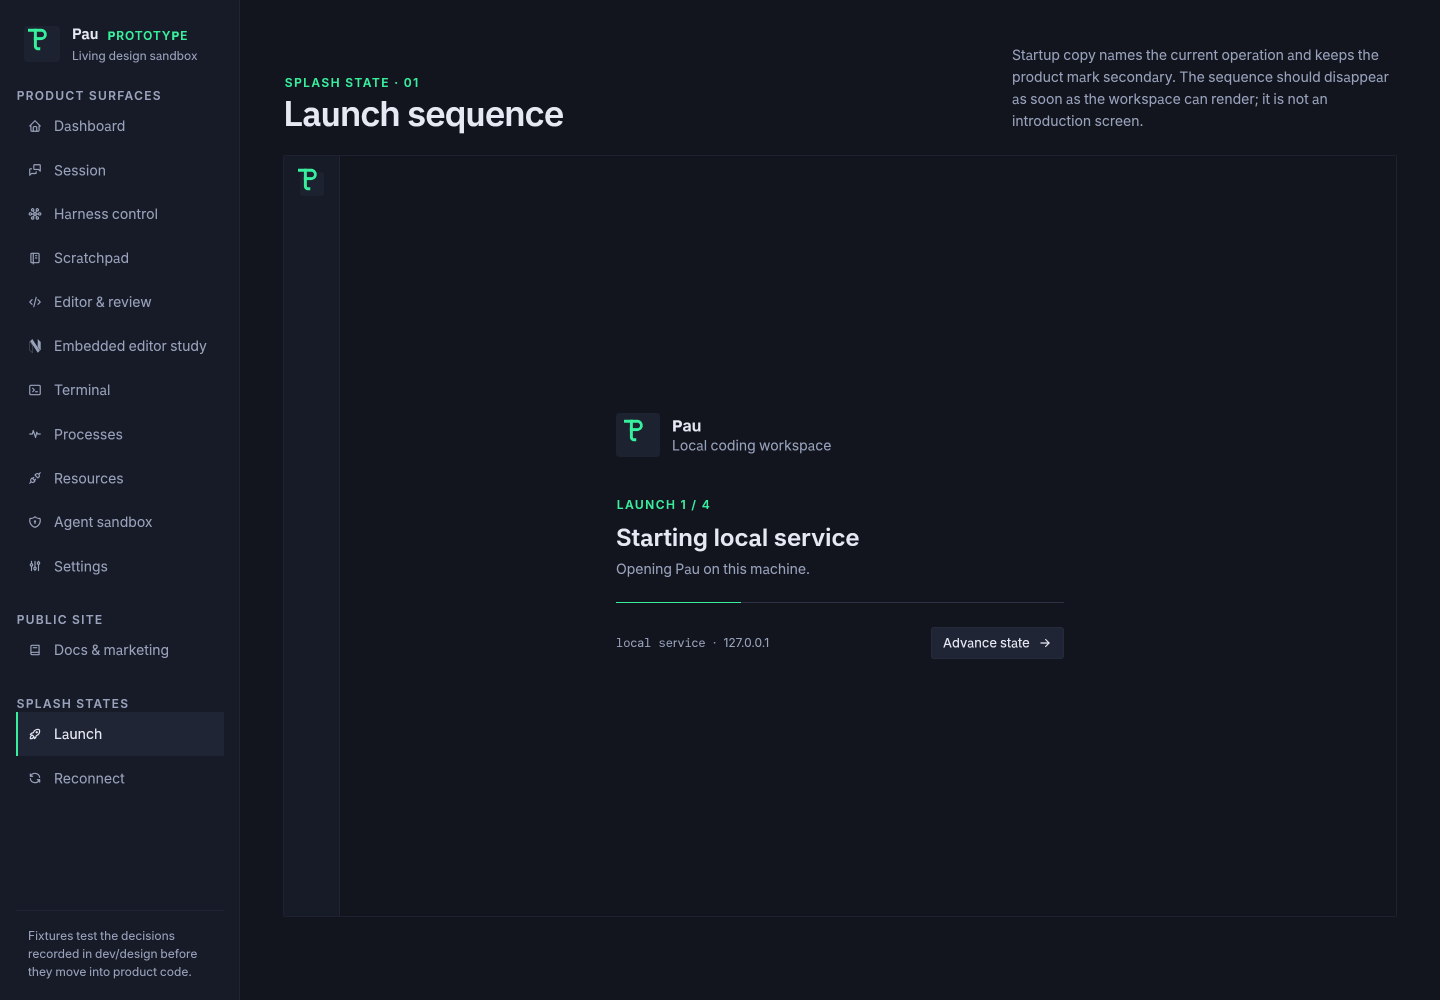 Pau PROTOTYPE
Living design sandbox
PRODUCT SURFACES
Dashboard
Session
Harness control
Scratchpad
Editor & review
Embedded editor study
Terminal
Processes
Resources
Agent sandbox
Settings
PUBLIC SITE
Docs & marketing
SPLASH STATES
Launch
Reconnect
Fixtures test the decisions
recorded in dev/design before
they move into product code.
SPLASH STATE · 01
Launch sequence
Startup copy names the current operation and keeps the
product mark secondary. The sequence should disappear
as soon as the workspace can render; it is not an
introduction screen.
Pau
Local coding workspace
LAUNCH 1 / 4
Starting local service
Opening Pau on this machine.
local service · 127.0.0.1
Advance state →